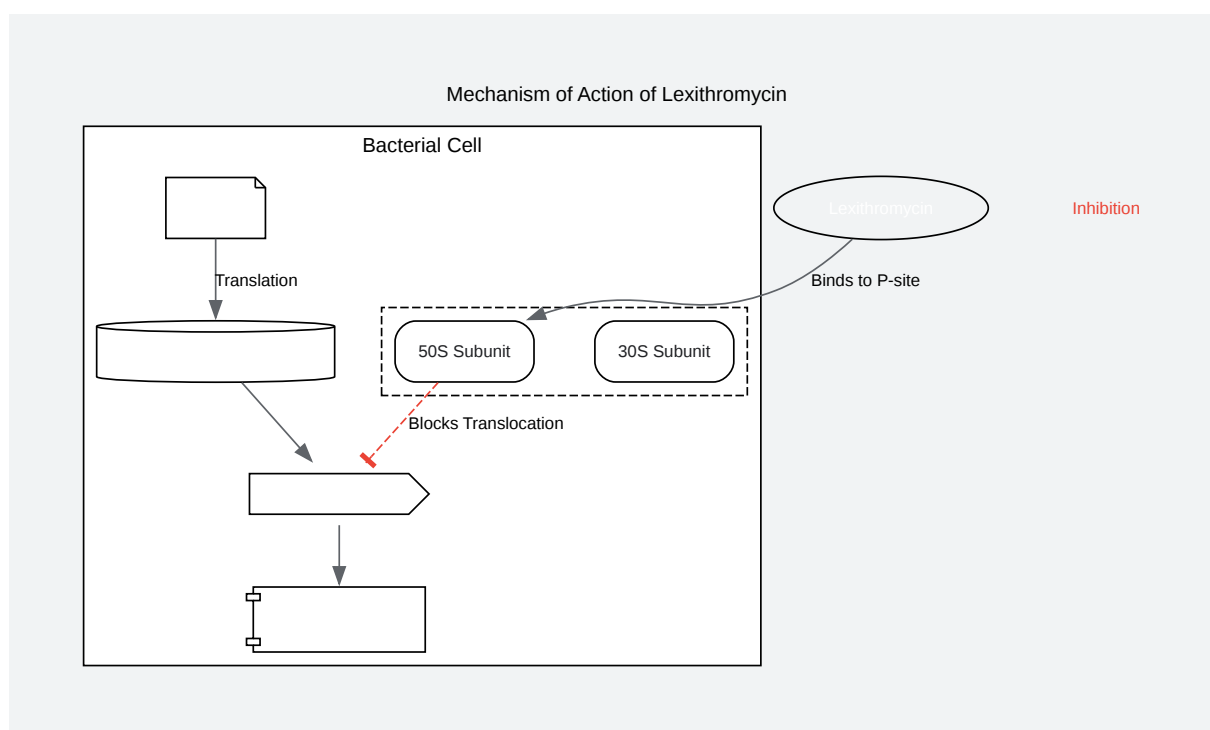 Mechanism of Action of Lexithromycin
Bacterial Cell
Lexithromycin
Inhibition
Translation
Binds to P-site
50S Subunit
30S Subunit
Blocks Translocation